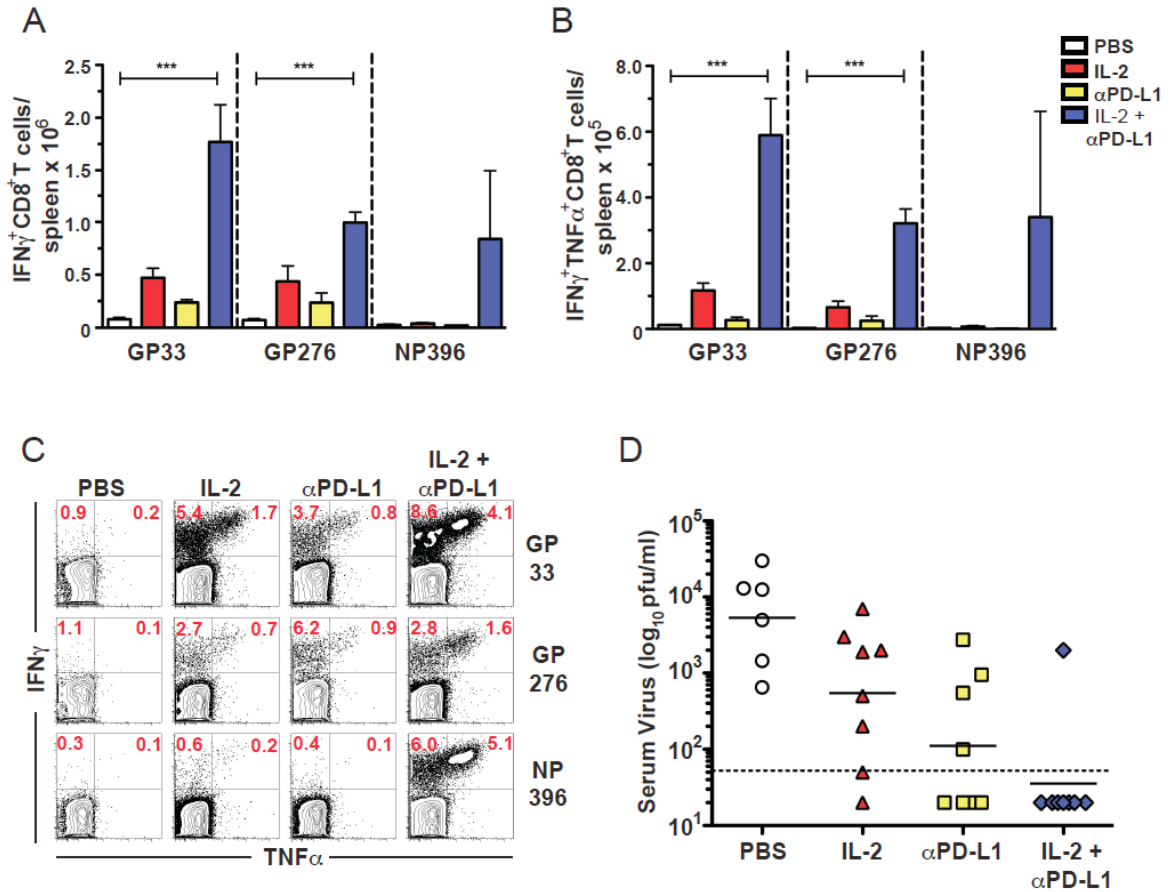 A
IFNγ⁺CD8⁺T cells/
spleen x 10⁶
2.5
2.0
1.5
1.0
0.5
0
***
***
GP33
GP276
NP396
B
IFNγ⁺TNFα⁺CD8⁺T cells/
spleen x 10⁵
8.0
6.0
4.0
2.0
0
***
***
GP33
GP276
NP396
PBS
IL-2
αPD-L1
IL-2 +
αPD-L1
C
PBS
IL-2
αPD-L1
IL-2 +
αPD-L1
0.9 0.2 5.4 1.7 3.7 0.8 8.6 4.1
GP
33
1.1 0.1 2.7 0.7 6.2 0.9 2.8 1.6
GP
276
0.3 0.1 0.6 0.2 0.4 0.1 6.0 5.1
NP
396
IFNγ
TNFα
D
Serum Virus (log₁₀ pfu/ml)
10⁵
10⁴
10³
10²
10¹
PBS
IL-2
αPD-L1
IL-2 +
αPD-L1